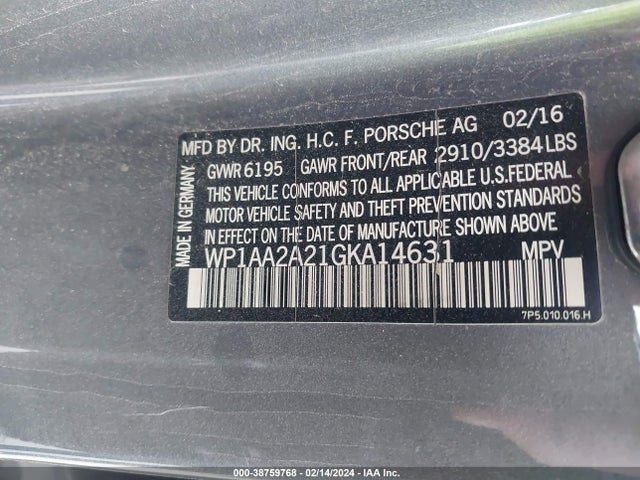 MFD BY DR. ING. H.C. F. PORSCHE AG 02/16
GVWR 6195 GAWR FRONT/REAR 2910/3384LBS
THIS VEHICLE CONFORMS TO ALL APPLICABLE U.S.FEDERAL
MOTOR VEHICLE SAFETY AND THEFT PREVENTION STANDARDS
IN EFFECT ON THE DATE OF MANUFACTURE SHOWN ABOVE.
WP1AA2A21GKA14631 MPV
MADE IN GERMANY
7P5.010.016.H
000-38759768 - 02/14/2024 - IAA Inc.